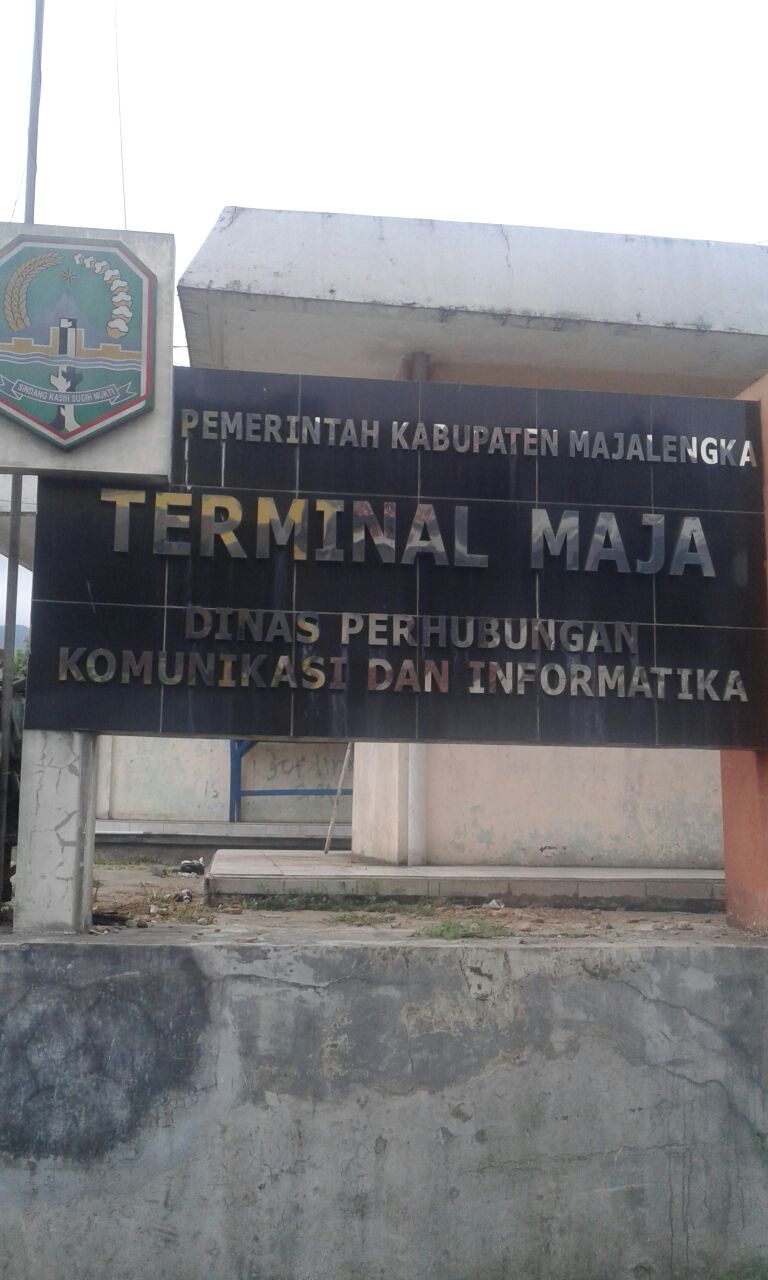 SINDANG KASIH SUGIH MUKTI
PEMERINTAH KABUPATEN MAJALENGKA
TERMINAL MAJA
DINAS PERHUBUNGAN
KOMUNIKASI DAN INFORMATIKA